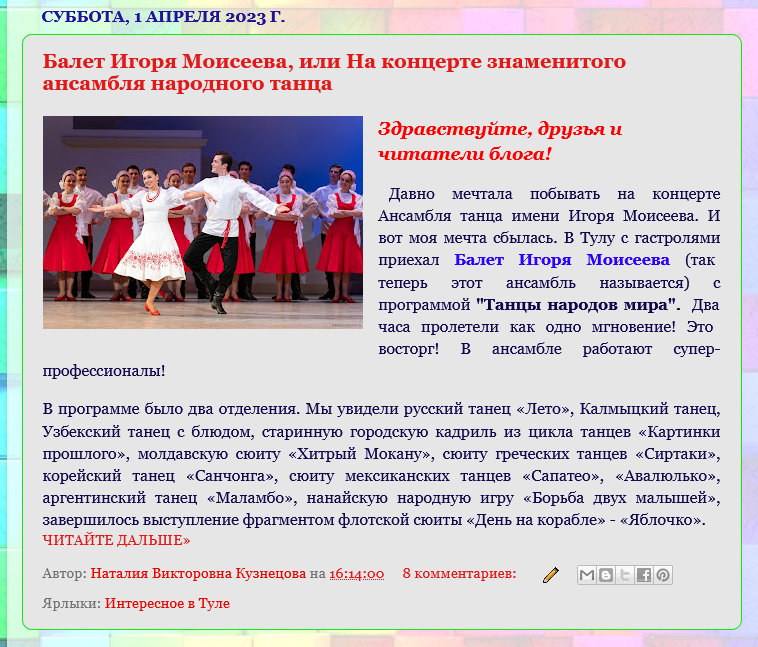 СУББОТА, 1 АПРЕЛЯ 2023 Г.
Балет Игоря Моисеева, или На концерте знаменитого
ансамбля народного танца
Здравствуйте, друзья и
читатели блога!
Давно мечтала побывать на концерте
Ансамбля танца имени Игоря Моисеева. И
вот моя мечта сбылась. В Тулу с гастролями
приехал Балет Игоря Моисеева (так
теперь этот ансамбль называется) с
программой "Танцы народов мира". Два
часа пролетели как одно мгновение! Это
восторг! В ансамбле работают супер-
профессионалы!
В программе было два отделения. Мы увидели русский танец «Лето», Калмыцкий танец,
Узбекский танец с блюдом, старинную городскую кадриль из цикла танцев «Картинки
прошлого», молдавскую сюиту «Хитрый Мокану», сюиту греческих танцев «Сиртаки»,
корейский танец «Санчонга», сюиту мексиканских танцев «Сапатео», «Авалюлько»,
аргентинский танец «Маламбо», нанайскую народную игру «Борьба двух малышей»,
завершилось выступление фрагментом флотской сюиты «День на корабле» - «Яблочко».
ЧИТАЙТЕ ДАЛЬШЕ»
Автор: Наталия Викторовна Кузнецова на 16:14:00 8 комментариев:
Ярлыки: Интересное в Туле